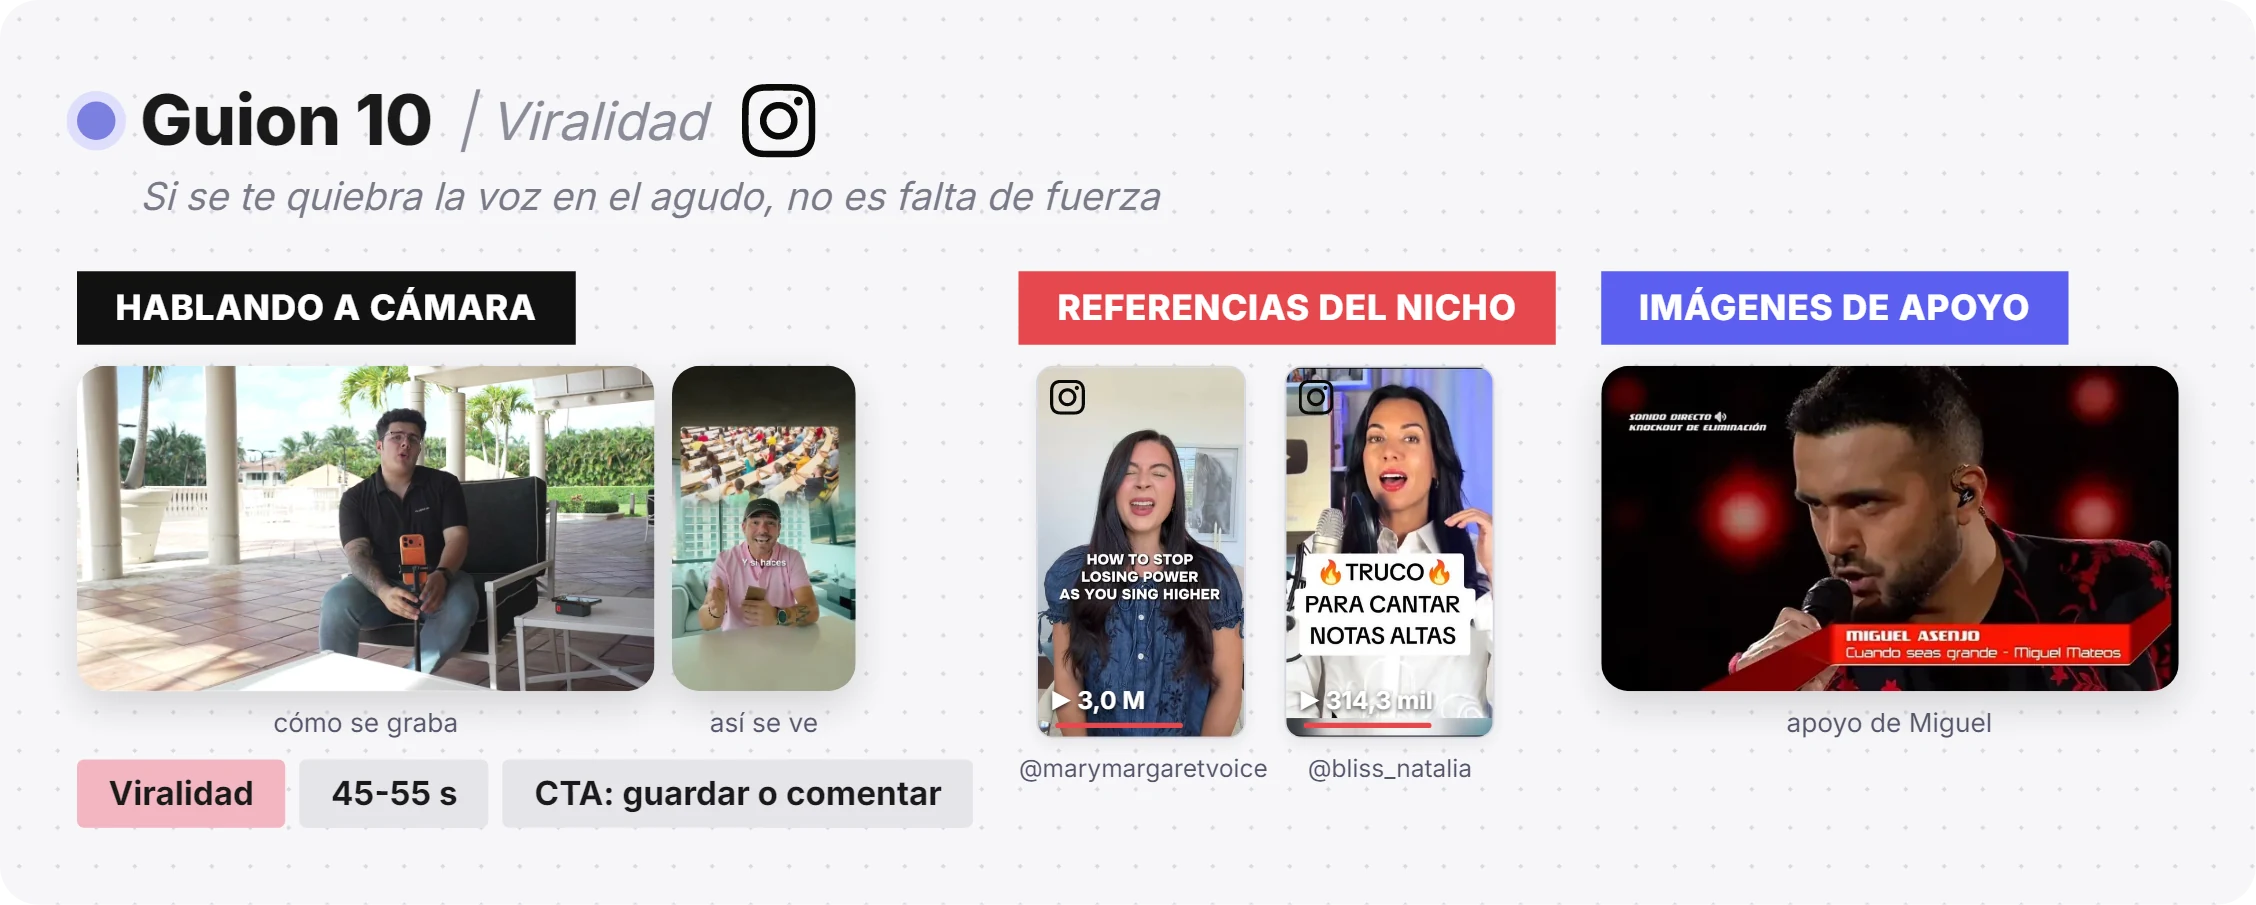 Guion 10 | Viralidad
Si se te quiebra la voz en el agudo, no es falta de fuerza
HABLANDO A CÁMARA
Y si haces
cómo se graba
así se ve
Viralidad
45-55 s
CTA: guardar o comentar
REFERENCIAS DEL NICHO
HOW TO STOP
LOSING POWER
AS YOU SING HIGHER
3,0 M
@marymargaretvoice
🔥TRUCO🔥
PARA CANTAR
NOTAS ALTAS
314,3 mil
@bliss_natalia
IMÁGENES DE APOYO
SONIDO DIRECTO
KNOCKOUT DE ELIMINACIÓN
MIGUEL ASENJO
Cuando seas grande - Miguel Mateos
apoyo de Miguel